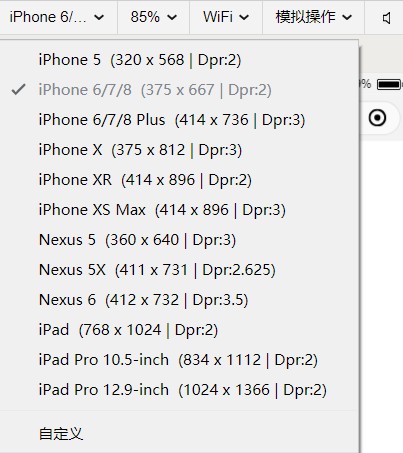 iPhone 6/... 85% WiFi 模拟操作
iPhone 5 (320 x 568 | Dpr:2)
iPhone 6/7/8 (375 x 667 | Dpr:2)
iPhone 6/7/8 Plus (414 x 736 | Dpr:3)
iPhone X (375 x 812 | Dpr:3)
iPhone XR (414 x 896 | Dpr:2)
iPhone XS Max (414 x 896 | Dpr:3)
Nexus 5 (360 x 640 | Dpr:3)
Nexus 5X (411 x 731 | Dpr:2.625)
Nexus 6 (412 x 732 | Dpr:3.5)
iPad (768 x 1024 | Dpr:2)
iPad Pro 10.5-inch (834 x 1112 | Dpr:2)
iPad Pro 12.9-inch (1024 x 1366 | Dpr:2)
自定义